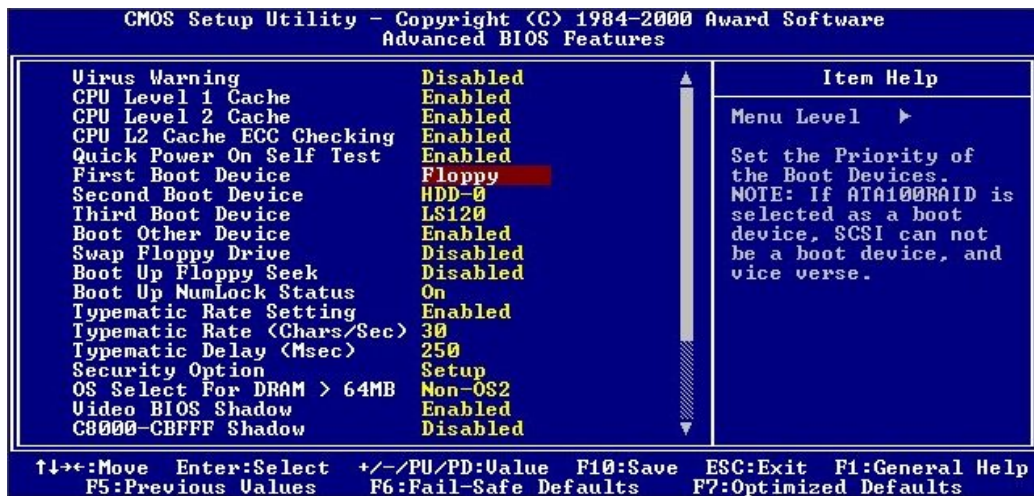 CMOS Setup Utility - Copyright (C) 1984-2000 Award Software
Advanced BIOS Features
Virus Warning Disabled
CPU Level 1 Cache Enabled
CPU Level 2 Cache Enabled
CPU L2 Cache ECC Checking Enabled
Quick Power On Self Test Enabled
First Boot Device Floppy
Second Boot Device HDD-0
Third Boot Device LS120
Boot Other Device Enabled
Swap Floppy Drive Disabled
Boot Up Floppy Seek Disabled
Boot Up NumLock Status On
Typematic Rate Setting Enabled
Typematic Rate (Chars/Sec) 30
Typematic Delay (Msec) 250
Security Option Setup
OS Select For DRAM > 64MB Non-OS2
Video BIOS Shadow Enabled
C8000-CBFFF Shadow Disabled
Item Help
Menu Level ▶
Set the Priority of
the Boot Devices.
NOTE: If ATA100RAID is
selected as a boot
device, SCSI can not
be a boot device, and
vice verse.
↑↓→←:Move Enter:Select +/-/PU/PD:Value F10:Save ESC:Exit F1:General Help
F5:Previous Values F6:Fail-Safe Defaults F7:Optimized Defaults